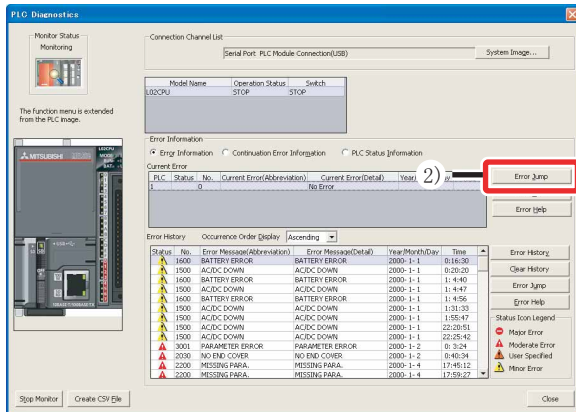 PLC Diagnostics
Monitor Status
Monitoring
The function menu is extended
from the PLC image.
MITSUBISHI
L02CPU
Connection Channel List
Serial Port PLC Module Connection(USB)
System Image...
Model Name Operation Status Switch
L02CPU STOP STOP
Error Information
Error Information Continuation Error Information PLC Status Information
Current Error
PLC Status No. Current Error(Abbreviation) Current Error(Detail) Year/
1 0 No Error
2)
Error Jump
Error Help
Error History Occurrence Order Display Ascending
Status No. Error Message(Abbreviation) Error Message(Detail) Year/Month/Day Time
1600 BATTERY ERROR BATTERY ERROR 2000- 1- 1 0:16:30
1500 AC/DC DOWN AC/DC DOWN 2000- 1- 1 0:20:20
1600 BATTERY ERROR BATTERY ERROR 2000- 1- 1 1: 4:40
1500 AC/DC DOWN AC/DC DOWN 2000- 1- 1 1: 4:47
1600 BATTERY ERROR BATTERY ERROR 2000- 1- 1 1: 4:56
1500 AC/DC DOWN AC/DC DOWN 2000- 1- 1 1:31:33
1500 AC/DC DOWN AC/DC DOWN 2000- 1- 1 1:55:47
1500 AC/DC DOWN AC/DC DOWN 2000- 1- 1 22:20:51
1500 AC/DC DOWN AC/DC DOWN 2000- 1- 1 22:25:42
3001 PARAMETER ERROR PARAMETER ERROR 2000- 1- 2 0: 3:24
2030 NO END COVER NO END COVER 2000- 1- 2 0:40:34
2200 MISSING PARA. MISSING PARA. 2000- 1- 4 17:45:12
2200 MISSING PARA. MISSING PARA. 2000- 1- 4 17:59:27
Error History
Clear History
Error Jump
Error Help
Status Icon Legend
Major Error
Moderate Error
User Specified
Minor Error
Stop Monitor
Create CSV File
Close